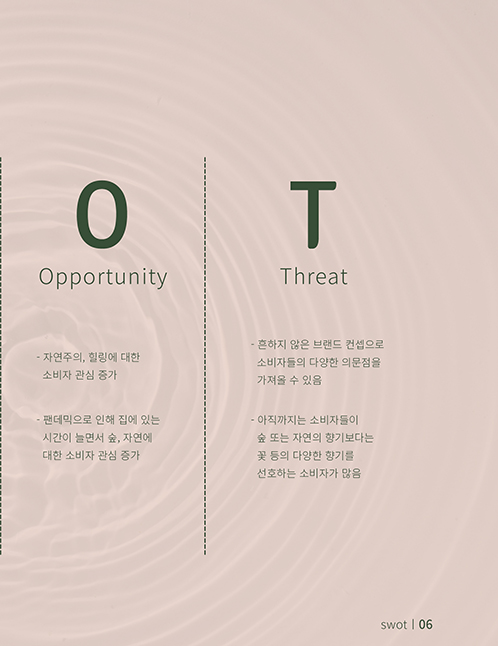 O
Opportunity
- 자연주의, 힐링에 대한
소비자 관심 증가
- 팬데믹으로 인해 집에 있는
시간이 늘면서 숲, 자연에
대한 소비자 관심 증가
T
Threat
- 흔하지 않은 브랜드 컨셉으로
소비자들의 다양한 의문점을
가져올 수 있음
- 아직까지는 소비자들이
숲 또는 자연의 향기보다는
꽃 등의 다양한 향기를
선호하는 소비자가 많음
swot | 06